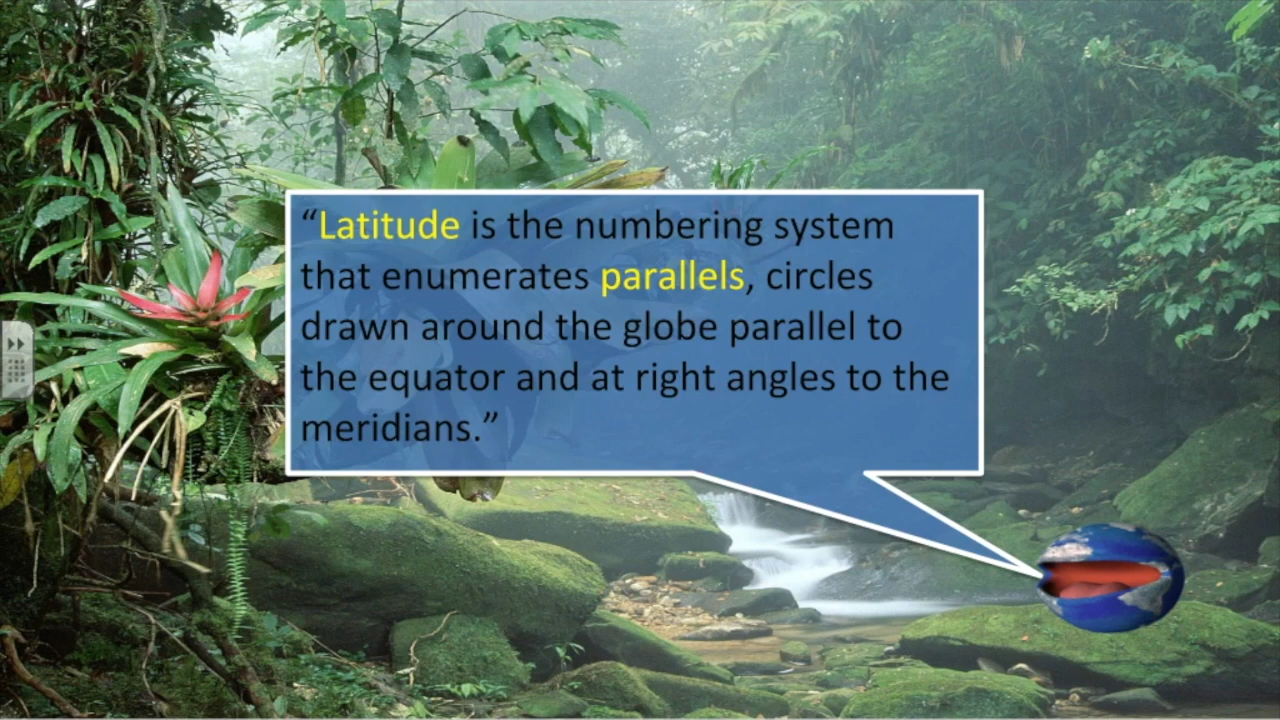 “Latitude is the numbering system
that enumerates parallels, circles
drawn around the globe parallel to
the equator and at right angles to the
meridians.”